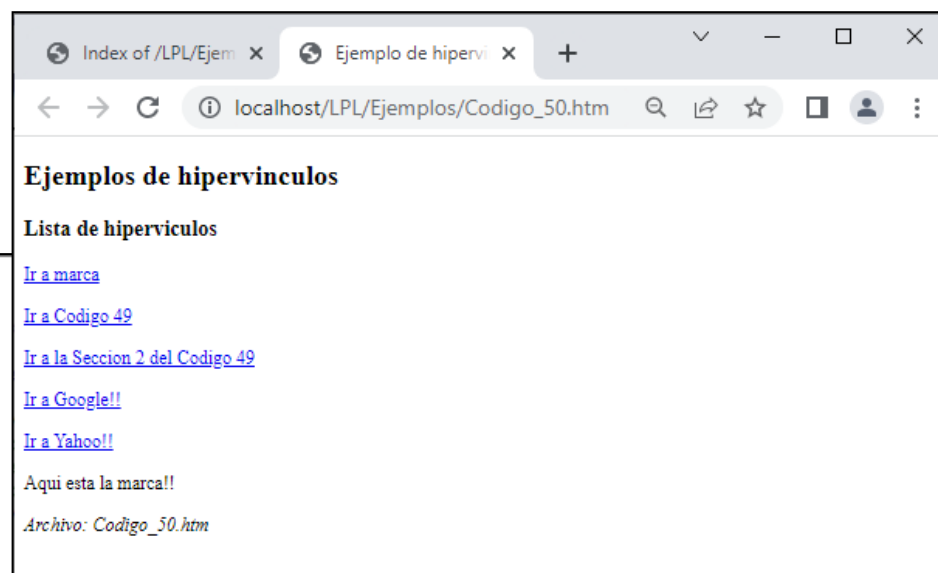 Index of /LPL/Ejem
Ejemplo de hipervi
localhost/LPL/Ejemplos/Codigo_50.htm
Ejemplos de hipervinculos
Lista de hiperviculos
Ir a marca
Ir a Codigo 49
Ir a la Seccion 2 del Codigo 49
Ir a Google!!
Ir a Yahoo!!
Aqui esta la marca!!
Archivo: Codigo_50.htm